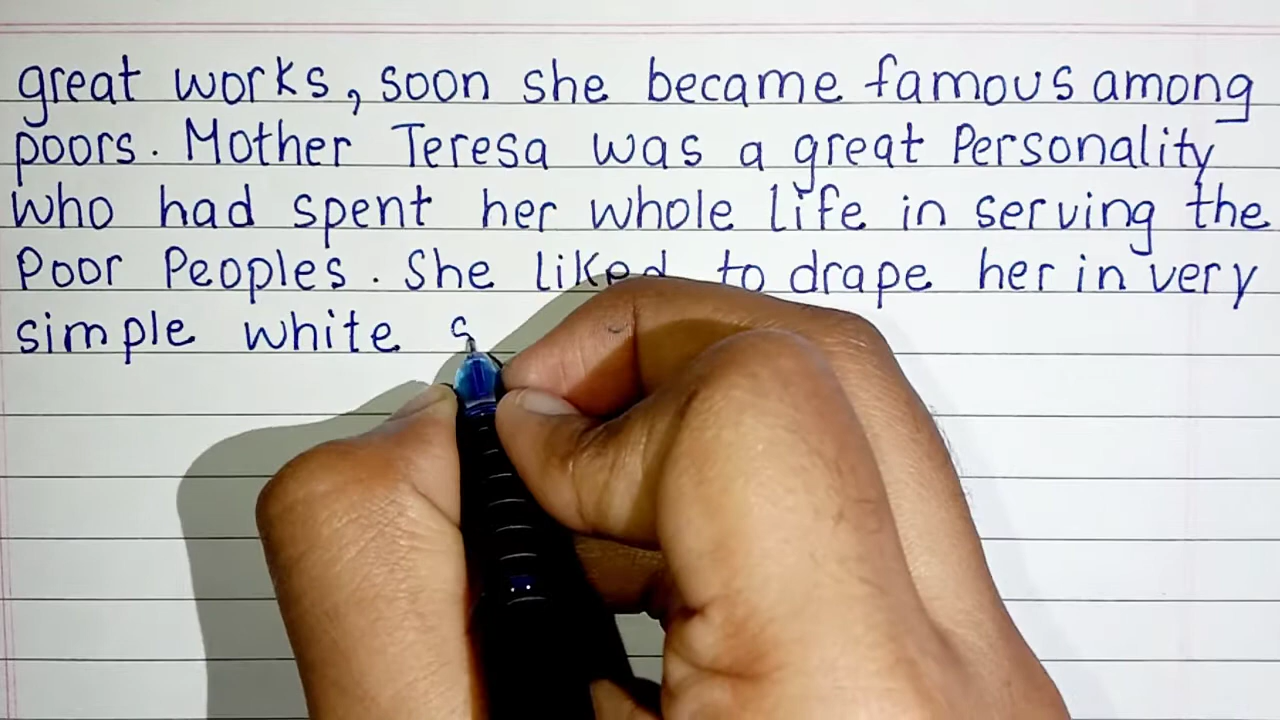 great works, soon she became famous among
poors. Mother Teresa was a great Personality
who had spent her whole life in serving the
Poor Peoples. She liked to drape her in very
simple white s